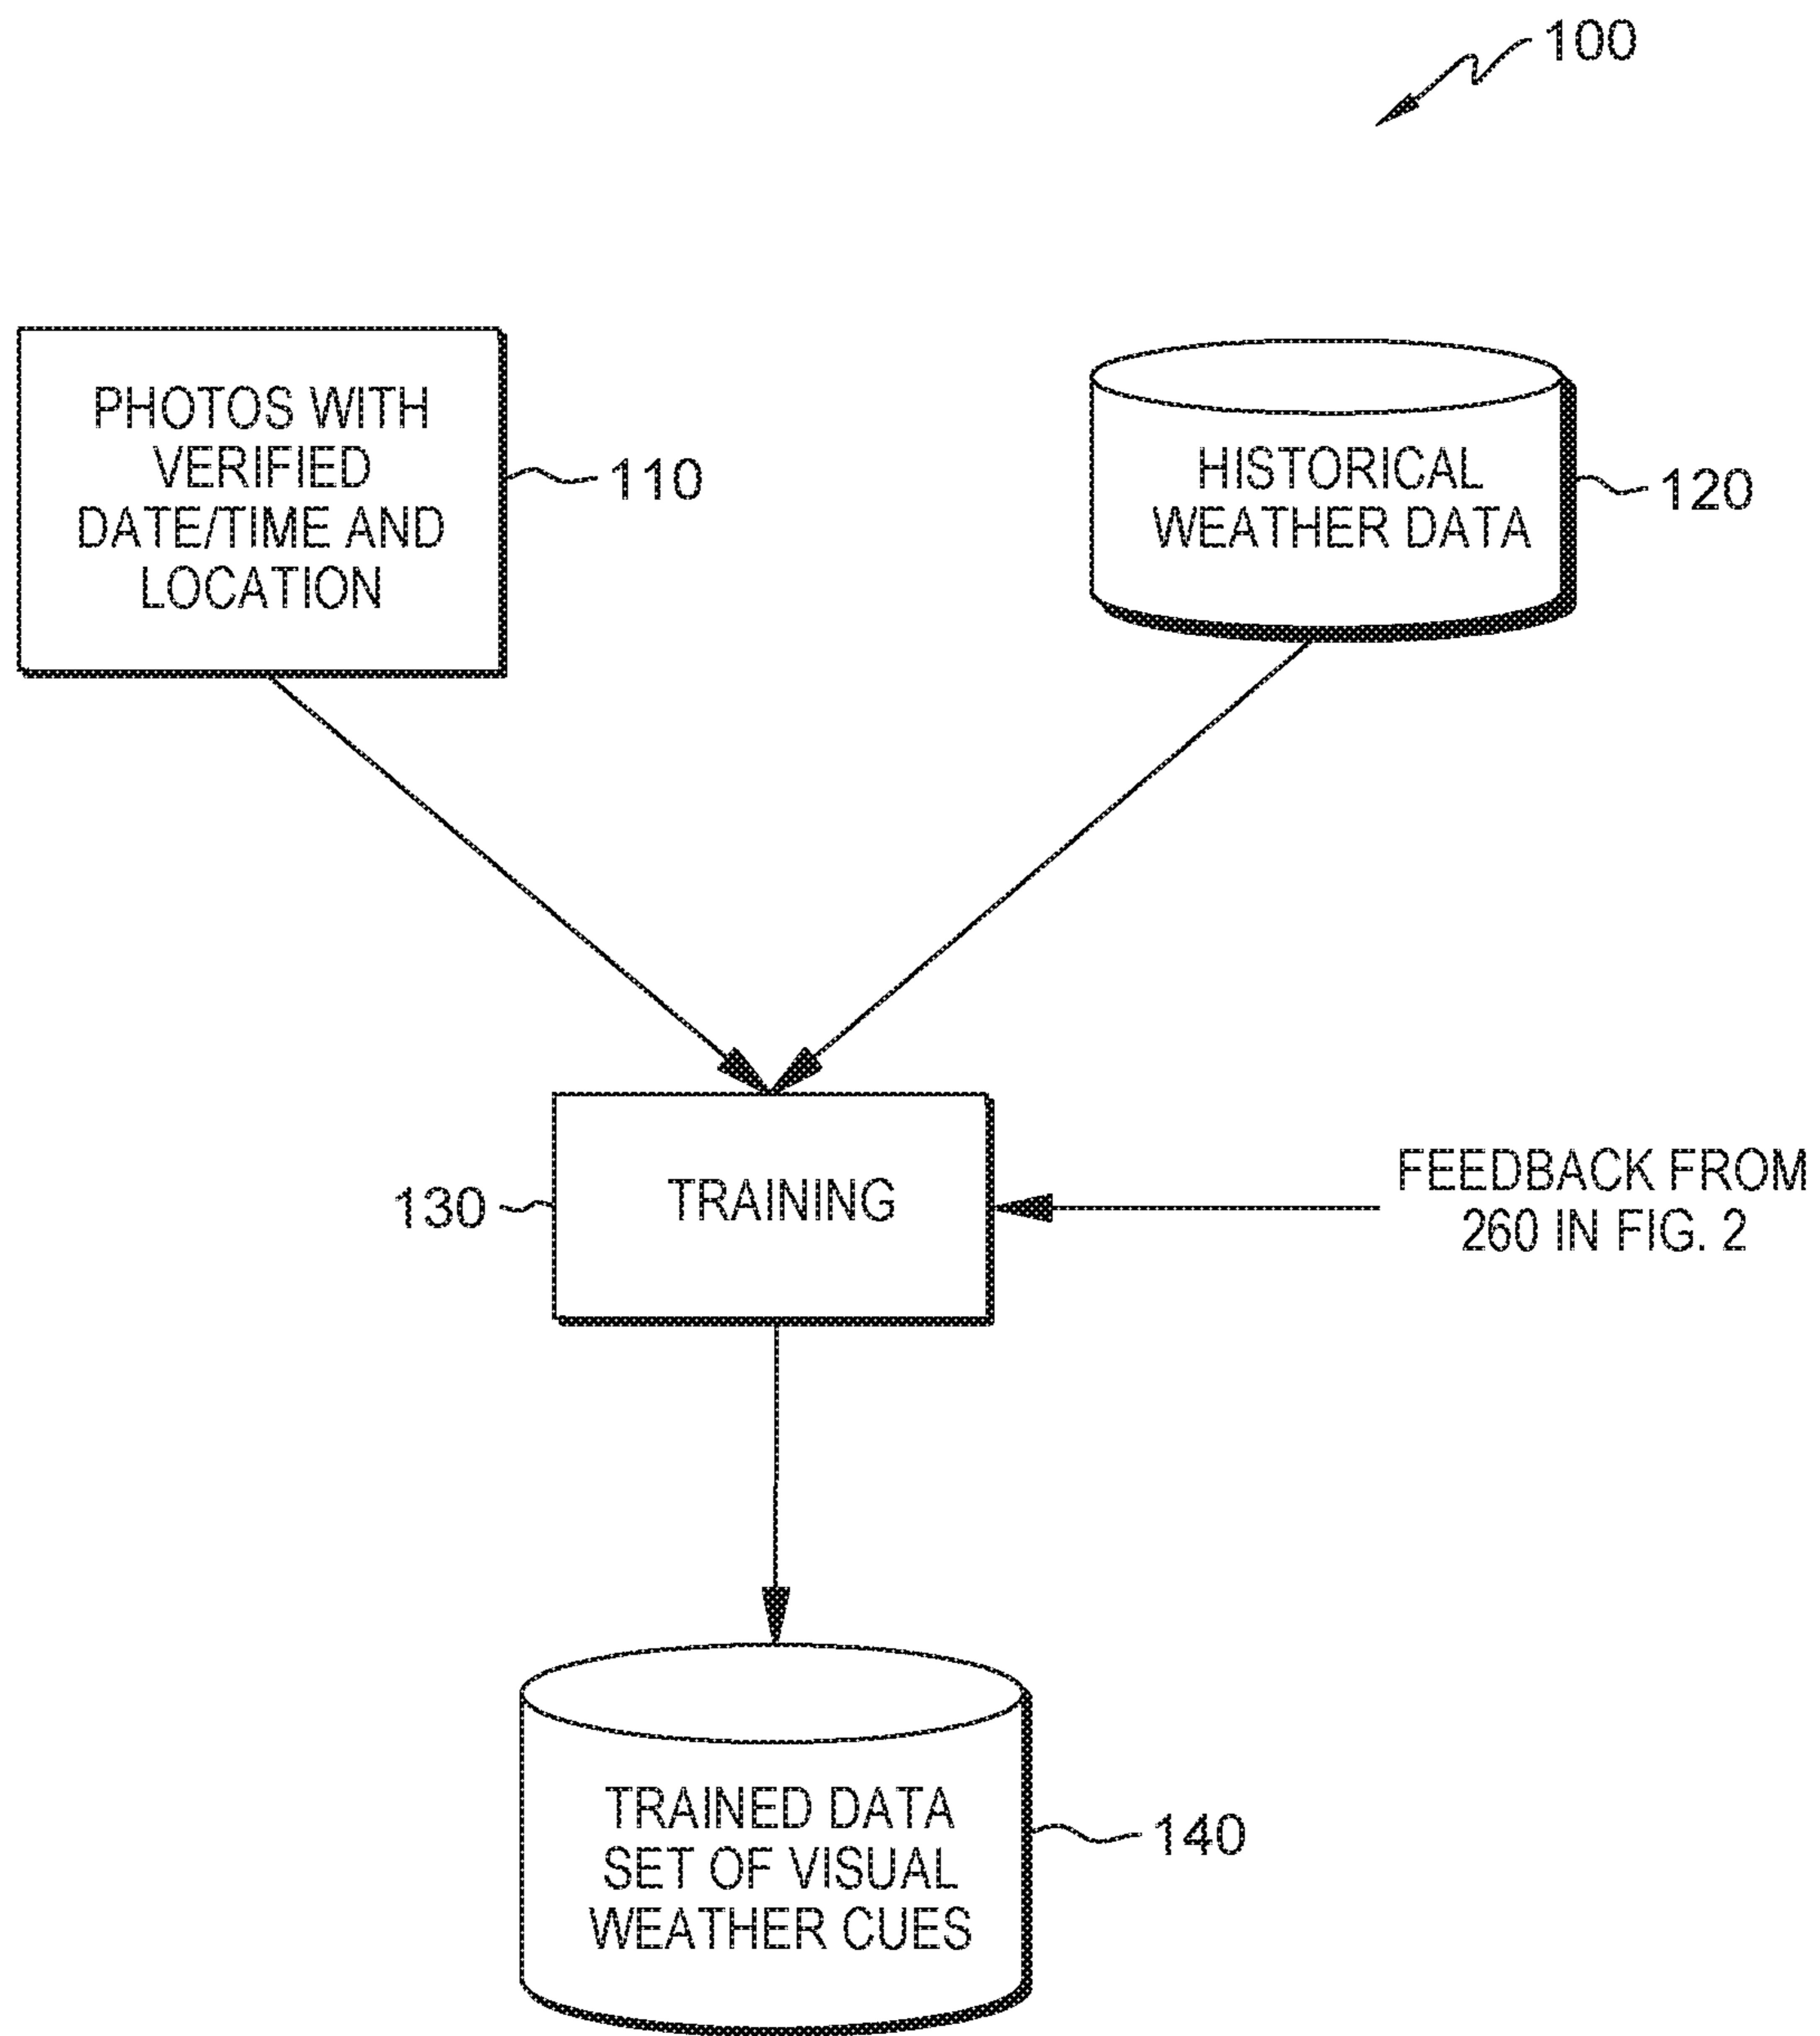 100
PHOTOS WITH
VERIFIED
DATE/TIME AND
LOCATION
110
HISTORICAL
WEATHER DATA
120
130
TRAINING
FEEDBACK FROM
260 IN FIG. 2
TRAINED DATA
SET OF VISUAL
WEATHER CUES
140